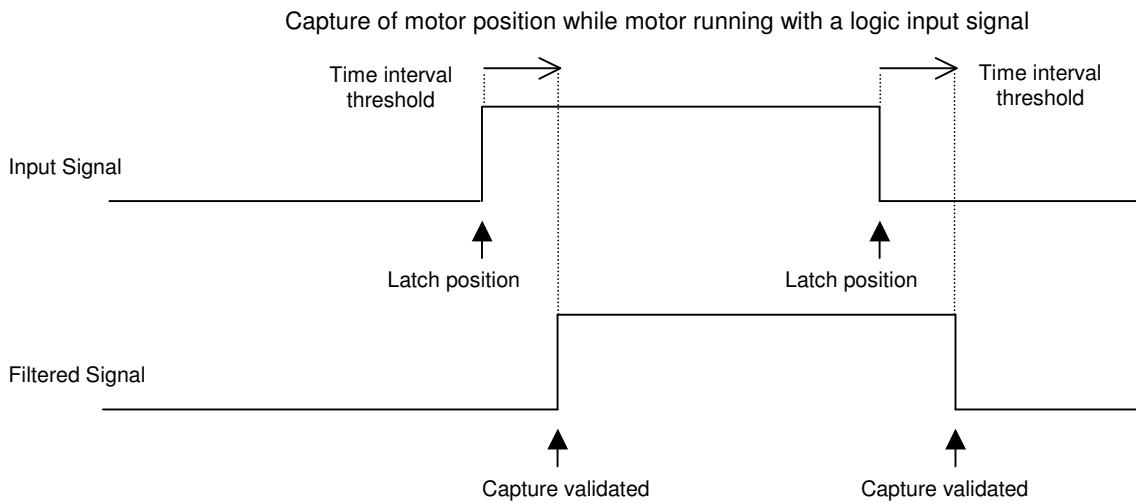 Capture of motor position while motor running with a logic input signal
Time interval
threshold
Time interval
threshold
Input Signal
Latch position
Latch position
Filtered Signal
Capture validated
Capture validated